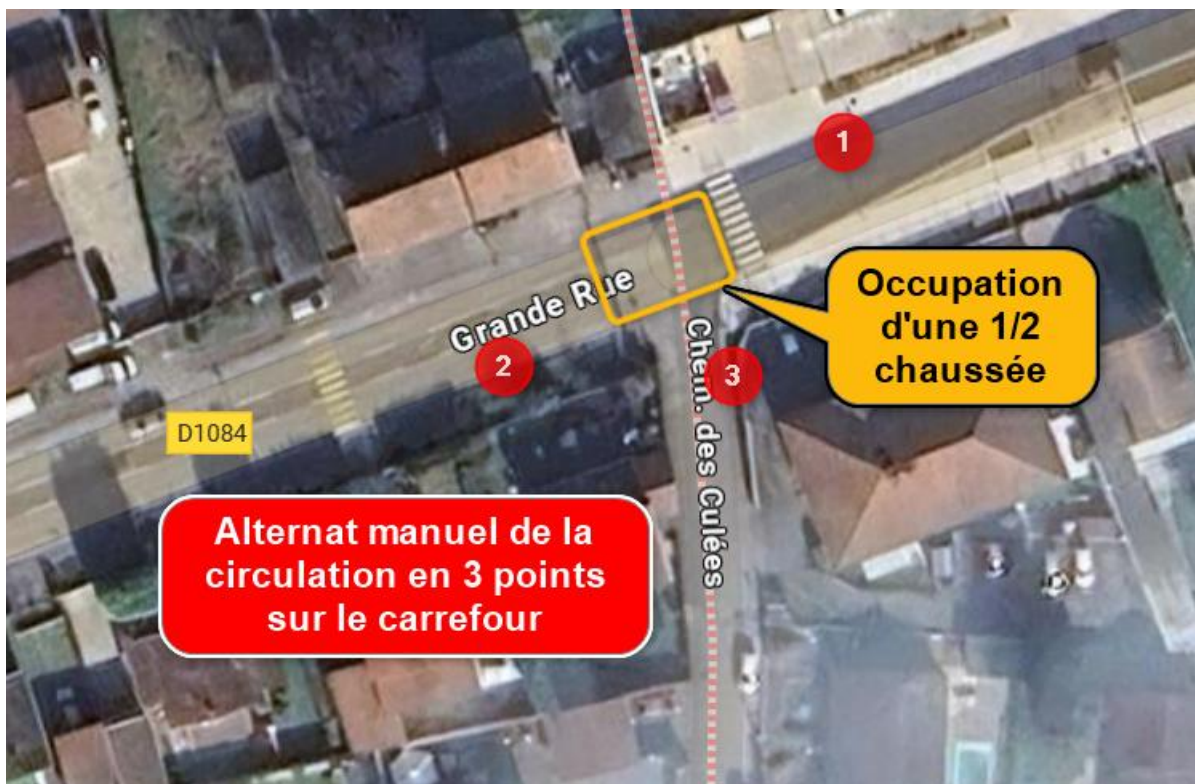 1
Occupation
d'une 1/2
chaussée
Grande Rue
2
3
Chem. des Culées
D1084
Alternat manuel de la
circulation en 3 points
sur le carrefour